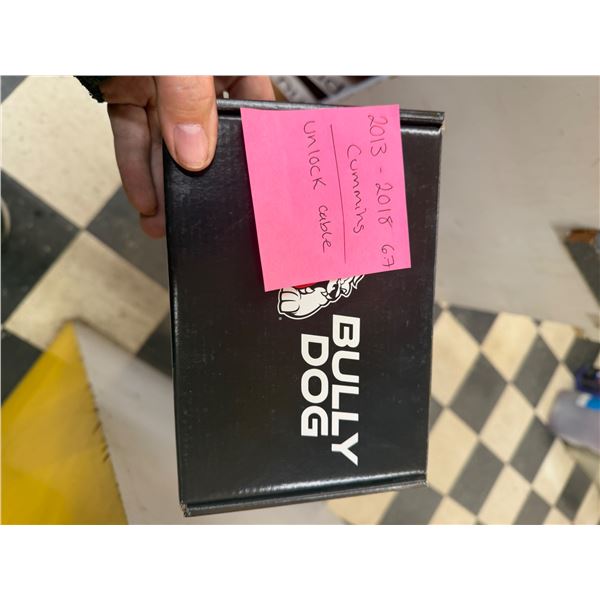 2013 - 2018 6.7
Cummins
Unlock cable
BULLY
DOG